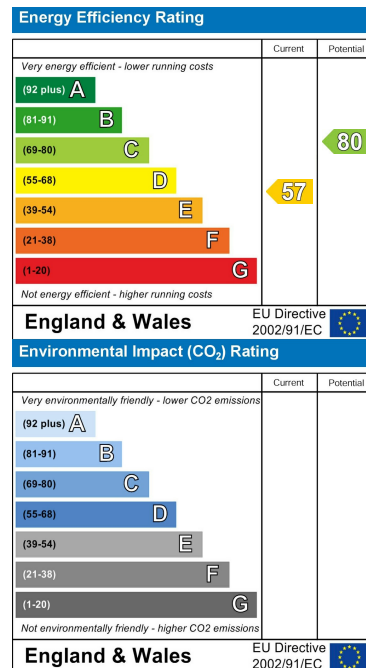 Energy Efficiency Rating
Current Potential
Very energy efficient - lower running costs
(92 plus) A
(81-91) B
(69-80) C
(55-68) D
(39-54) E
(21-38) F
(1-20) G
80
57
Not energy efficient - higher running costs
England & Wales
EU Directive
2002/91/EC
Environmental Impact (CO₂) Rating
Current Potential
Very environmentally friendly - lower CO2 emissions
(92 plus) A
(81-91) B
(69-80) C
(55-68) D
(39-54) E
(21-38) F
(1-20) G
Not environmentally friendly - higher CO2 emissions
England & Wales
EU Directive
2002/91/EC